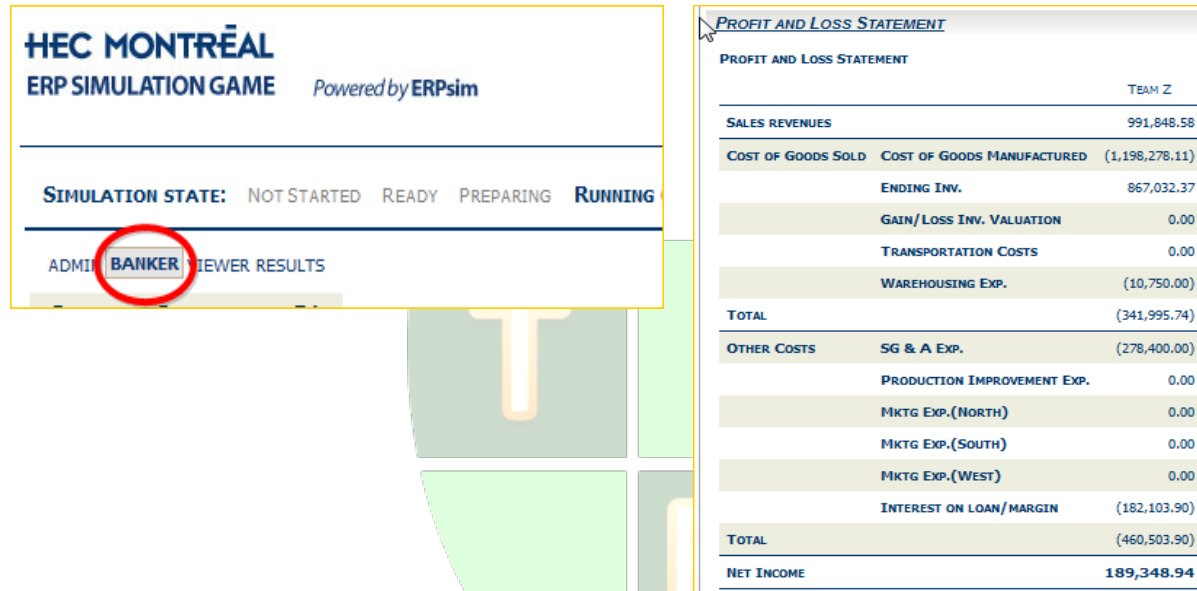 HEC MONTRĒAL
ERP SIMULATION GAME Powered by ERPsim
SIMULATION STATE: NOT STARTED READY PREPARING RUNNING
ADMIN BANKER VIEWER RESULTS
PROFIT AND LOSS STATEMENT
PROFIT AND LOSS STATEMENT
TEAM Z
SALES REVENUES 991,848.58
COST OF GOODS SOLD COST OF GOODS MANUFACTURED (1,198,278.11)
ENDING INV. 867,032.37
GAIN/LOSS INV. VALUATION 0.00
TRANSPORTATION COSTS 0.00
WAREHOUSING EXP. (10,750.00)
TOTAL (341,995.74)
OTHER COSTS SG & A EXP. (278,400.00)
PRODUCTION IMPROVEMENT EXP. 0.00
MKTG EXP.(NORTH) 0.00
MKTG EXP.(SOUTH) 0.00
MKTG EXP.(WEST) 0.00
INTEREST ON LOAN/MARGIN (182,103.90)
TOTAL (460,503.90)
NET INCOME 189,348.94